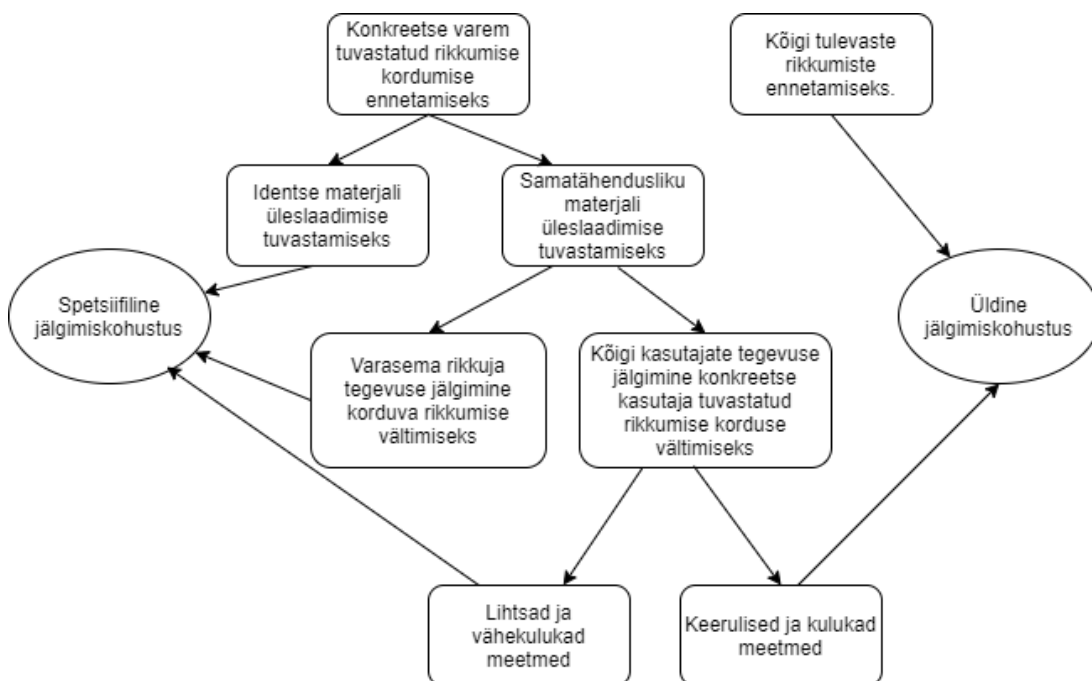 Konkreetse varem
tuvastatud rikkumise
kordumise
ennetamiseks
Kõigi tulevaste
rikkumiste
ennetamiseks.
Identse materjali
üleslaadimise
tuvastamiseks
Samatähendusliku
materjali
üleslaadimise
tuvastamiseks
Spetsiifiline
jälgimiskohustus
Üldine
jälgimiskohustus
Varasema rikkuja
tegevuse jälgimine
korduva rikkumise
vältimiseks
Kõigi kasutajate tegevuse
jälgimine konkreetse
kasutaja tuvastatud
rikkumise korduse
vältimiseks
Lihtsad ja
vähekulukad
meetmed
Keerulised ja kulukad
meetmed